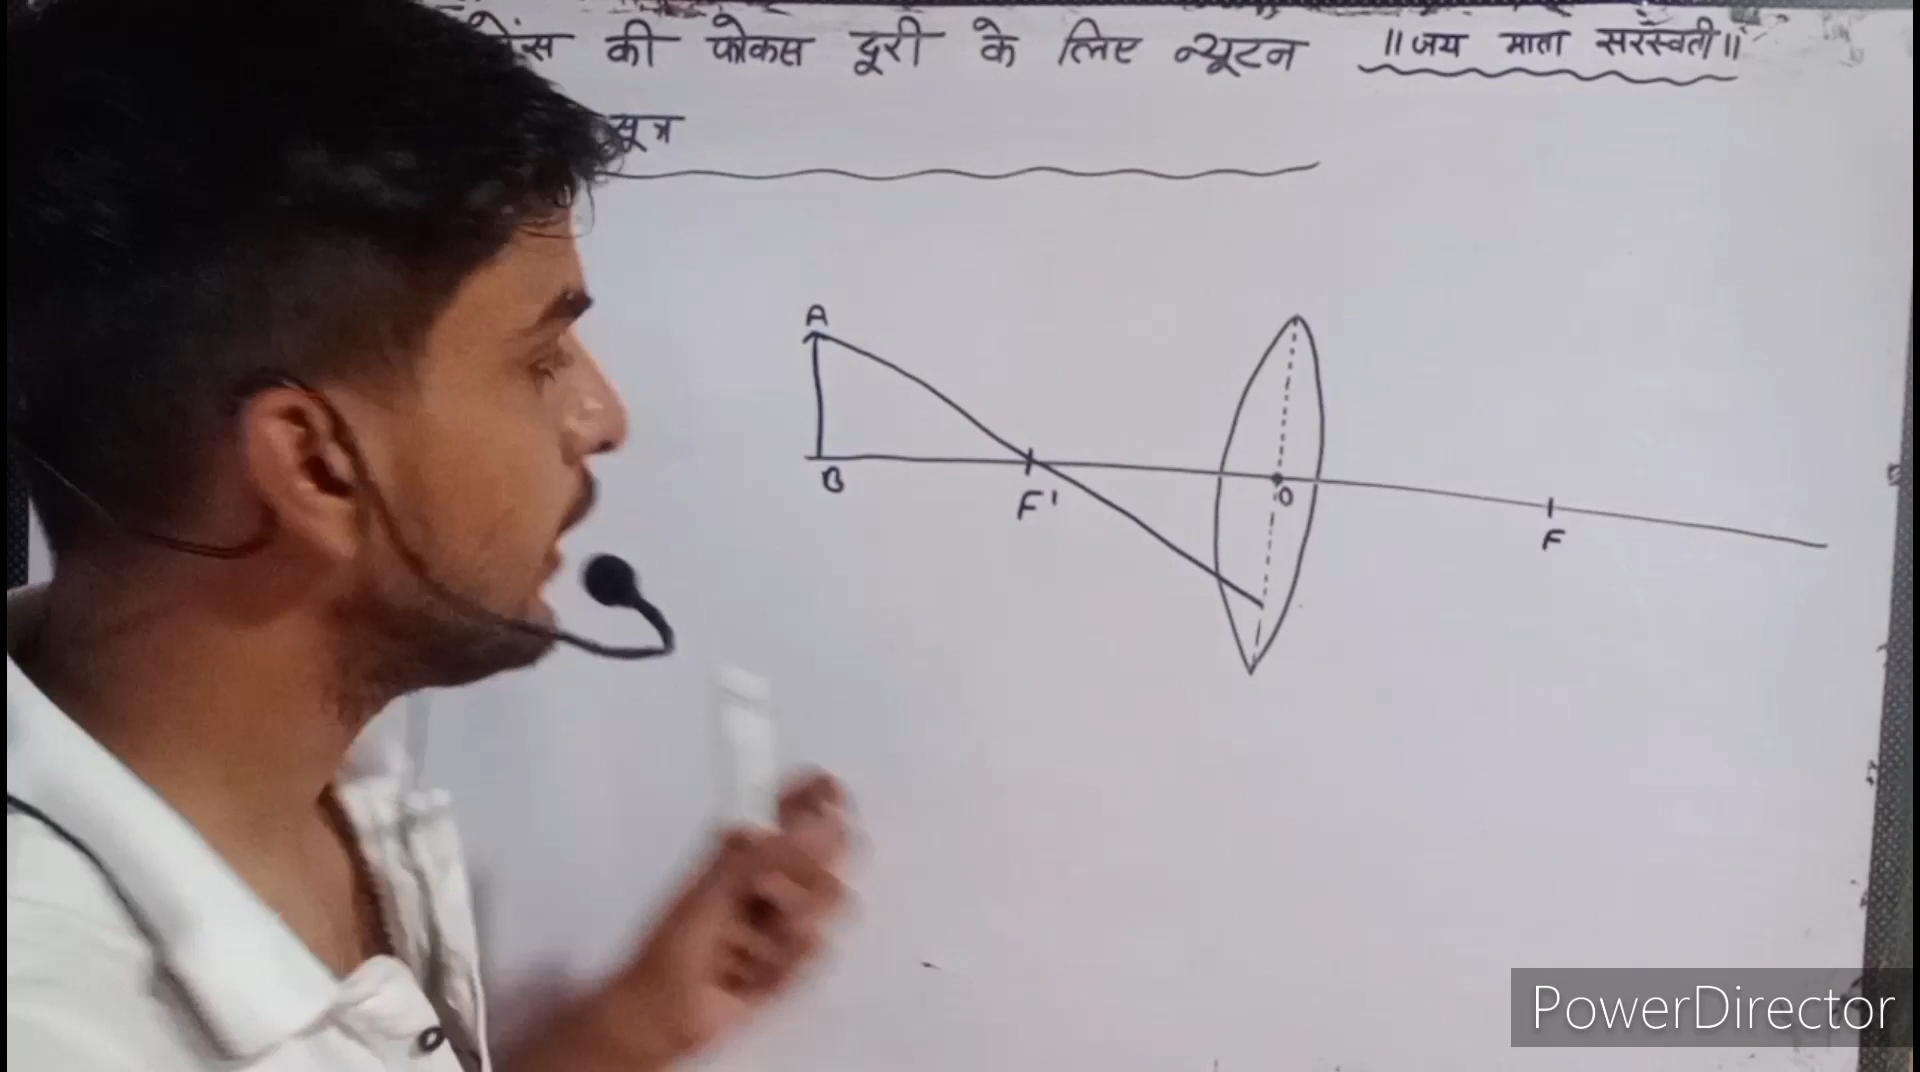 की फोकस दूरी के लिए न्यूटन
॥जय माता सरस्वती॥
सूत्र
A
B
F'
O
F
PowerDirector